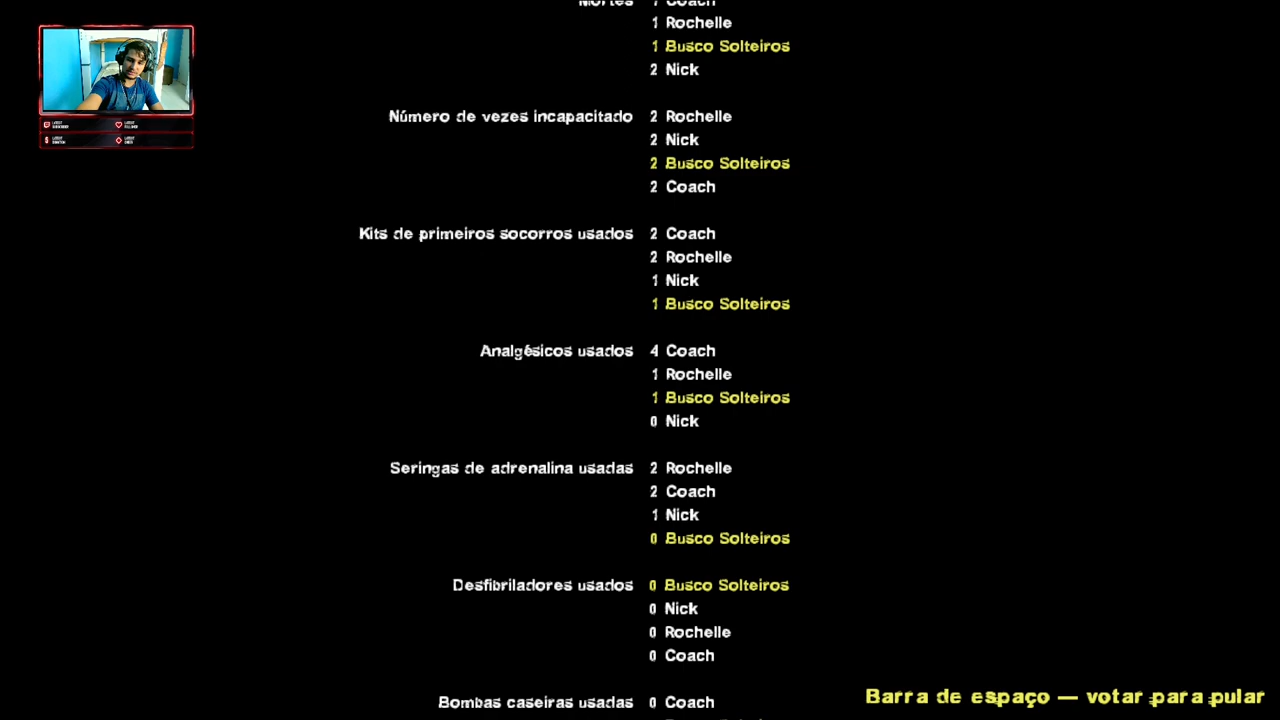 Mortes 1 Coach
1 Rochelle
1 Busco Solteiros
2 Nick
Número de vezes incapacitado 2 Rochelle
2 Nick
2 Busco Solteiros
2 Coach
Kits de primeiros socorros usados 2 Coach
2 Rochelle
1 Nick
1 Busco Solteiros
Analgésicos usados 4 Coach
1 Rochelle
1 Busco Solteiros
0 Nick
Seringas de adrenalina usadas 2 Rochelle
2 Coach
1 Nick
0 Busco Solteiros
Desfibriladores usados 0 Busco Solteiros
0 Nick
0 Rochelle
0 Coach
Bombas caseiras usadas 0 Coach
Barra de espaço — votar para pular